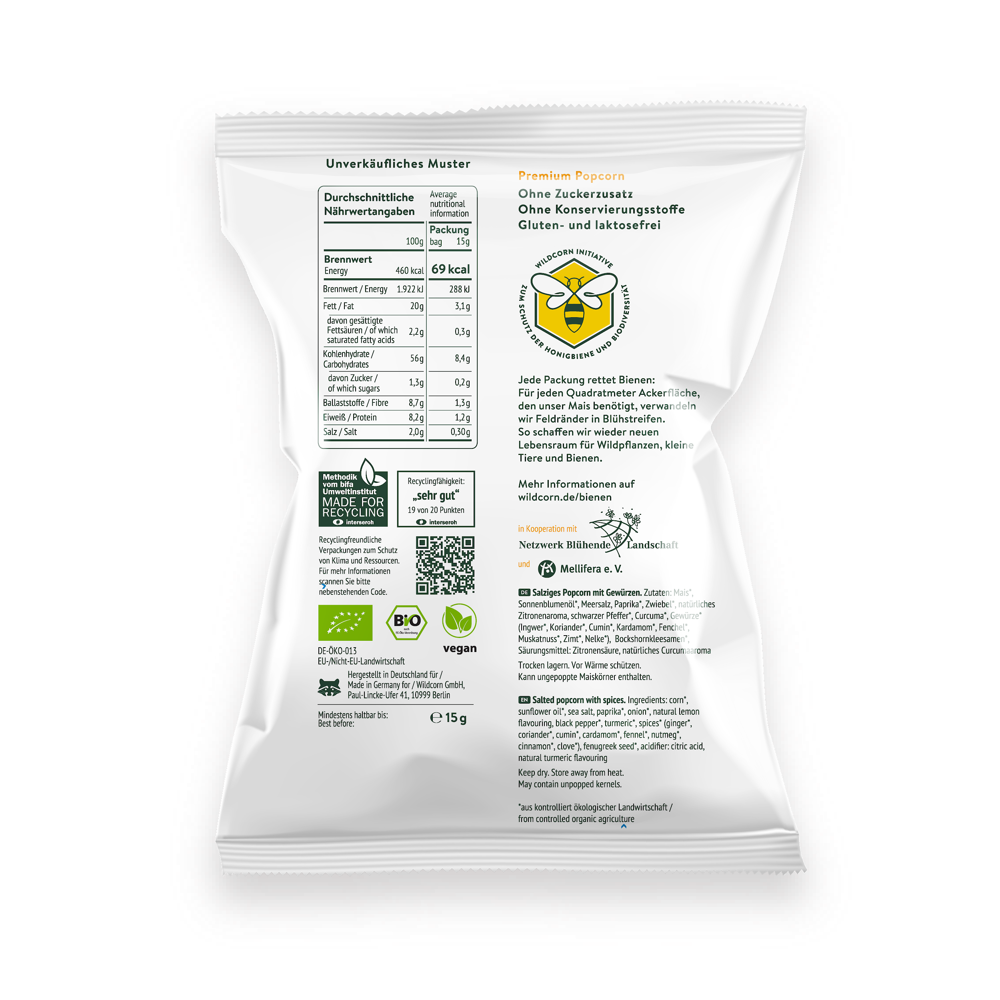 Unverkäufliches Muster
Durchschnittliche
Nährwertangaben
Average
nutritional
information
Packung
100g bag 15g
Brennwert
Energy 460 kcal 69 kcal
Brennwert / Energy 1.922 kJ 288 kJ
Fett / Fat 20g 3,1g
davon gesättigte
Fettsäuren / of which 2,2g 0,3g
saturated fatty acids
Kohlenhydrate /
Carbohydrates 56g 8,4g
davon Zucker /
of which sugars 1,3g 0,2g
Ballaststoffe / Fibre 8,7g 1,3g
Eiweiß / Protein 8,2g 1,2g
Salz / Salt 2,0g 0,30g
Methodik
vom bifa
Umweltinstitut
MADE FOR
RECYCLING
interseroh
Recyclingfähigkeit:
„sehr gut“
19 von 20 Punkten
interseroh
Recyclingfreundliche
Verpackungen zum Schutz
von Klima und Ressourcen.
Für mehr Informationen
scannen Sie bitte
nebenstehenden Code.
Bio
nach
EG-Öko-Verordnung
vegan
DE-ÖKO-013
EU-/Nicht-EU-Landwirtschaft
Hergestellt in Deutschland für /
Made in Germany for / Wildcorn GmbH,
Paul-Lincke-Ufer 41, 10999 Berlin
Mindestens haltbar bis:
Best before:
℮ 15 g
Premium Popcorn
Ohne Zuckerzusatz
Ohne Konservierungsstoffe
Gluten- und laktosefrei
WILDCORN INITIATIVE
ZUM SCHUTZ DER HONIGBIENE UND BIODIVERSITÄT
Jede Packung rettet Bienen:
Für jeden Quadratmeter Ackerfläche,
den unser Mais benötigt, verwandeln
wir Feldränder in Blühstreifen.
So schaffen wir wieder neuen
Lebensraum für Wildpflanzen, kleine
Tiere und Bienen.
Mehr Informationen auf
wildcorn.de/bienen
in Kooperation mit
Netzwerk Blühende Landschaft
und Mellifera e. V.
DE Salziges Popcorn mit Gewürzen. Zutaten: Mais*,
Sonnenblumenöl*, Meersalz, Paprika*, Zwiebel*, natürliches
Zitronenaroma, schwarzer Pfeffer*, Curcuma*, Gewürze*
(Ingwer*, Koriander*, Cumin*, Kardamom*, Fenchel*,
Muskatnuss*, Zimt*, Nelke*), Bockshornkleesamen*,
Säurungsmittel: Zitronensäure, natürliches Curcumaaroma
Trocken lagern. Vor Wärme schützen.
Kann ungepoppte Maiskörner enthalten.
EN Salted popcorn with spices. Ingredients: corn*,
sunflower oil*, sea salt, paprika*, onion*, natural lemon
flavouring, black pepper*, turmeric*, spices* (ginger*,
coriander*, cumin*, cardamom*, fennel*, nutmeg*,
cinnamon*, clove*), fenugreek seed*, acidifier: citric acid,
natural turmeric flavouring
Keep dry. Store away from heat.
May contain unpopped kernels.
*aus kontrolliert ökologischer Landwirtschaft /
from controlled organic agriculture